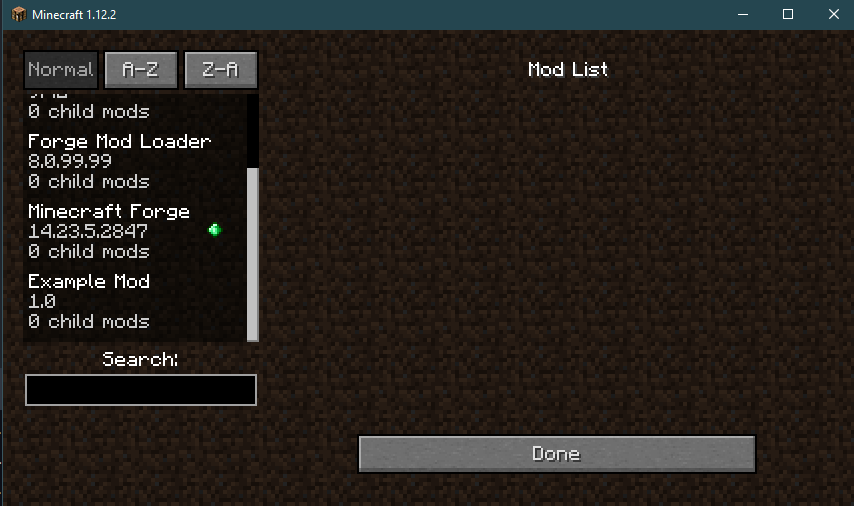 Minecraft 1.12.2
Normal
A-Z
Z-A
Mod List
0 child mods
Forge Mod Loader
8.0.99.99
0 child mods
Minecraft Forge
14.23.5.2847
0 child mods
Example Mod
1.0
0 child mods
Search:
Done